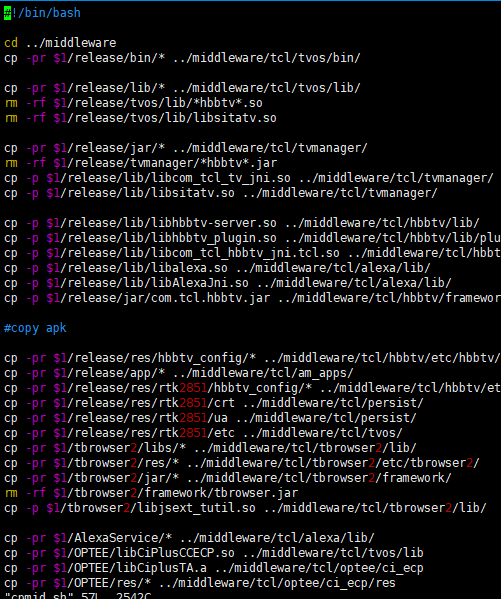 #!/bin/bash
cd ../middleware
cp -pr $1/release/bin/* ../middleware/tcl/tvos/bin/
cp -pr $1/release/lib/* ../middleware/tcl/tvos/lib/
rm -rf $1/release/tvos/lib/*hbbtv*.so
rm -rf $1/release/tvos/lib/libsitatv.so
cp -pr $1/release/jar/* ../middleware/tcl/tvmanager/
rm -rf $1/release/tvmanager/*hbbtv*.jar
cp -p $1/release/lib/libcom_tcl_tv_jni.so ../middleware/tcl/tvmanager/
cp -p $1/release/lib/libsitatv.so ../middleware/tcl/tvmanager/
cp -p $1/release/lib/libhbbtv-server.so ../middleware/tcl/hbbtv/lib/
cp -p $1/release/lib/libhbbtv_plugin.so ../middleware/tcl/hbbtv/lib/plu
cp -p $1/release/lib/libcom_tcl_hbbtv_jni.tcl.so ../middleware/tcl/hbbt
cp -p $1/release/lib/libalexa.so ../middleware/tcl/alexa/lib/
cp -p $1/release/lib/libAlexaJni.so ../middleware/tcl/alexa/lib/
cp -p $1/release/jar/com.tcl.hbbtv.jar ../middleware/tcl/hbbtv/framewor
#copy apk
cp -pr $1/release/res/hbbtv_config/* ../middleware/tcl/hbbtv/etc/hbbtv/
cp -pr $1/release/app/* ../middleware/tcl/am_apps/
cp -pr $1/release/res/rtk2851/hbbtv_config/* ../middleware/tcl/hbbtv/et
cp -pr $1/release/res/rtk2851/crt ../middleware/tcl/persist/
cp -pr $1/release/res/rtk2851/ua ../middleware/tcl/persist/
cp -pr $1/release/res/rtk2851/etc ../middleware/tcl/tvos/
cp -pr $1/tbrowser2/libs/* ../middleware/tcl/tbrowser2/lib/
cp -pr $1/tbrowser2/res/* ../middleware/tcl/tbrowser2/etc/tbrowser2/
cp -pr $1/tbrowser2/jar/* ../middleware/tcl/tbrowser2/framework/
rm -rf $1/tbrowser2/framework/tbrowser.jar
cp -p $1/tbrowser2/libjsext_tutil.so ../middleware/tcl/tbrowser2/lib/
cp -pr $1/AlexaService/* ../middleware/tcl/alexa/lib/
cp -pr $1/OPTEE/libCiPlusCCECP.so ../middleware/tcl/tvos/lib
cp -pr $1/OPTEE/libCiplusTA.a ../middleware/tcl/optee/ci_ecp
cp -pr $1/OPTEE/res/* ../middleware/tcl/optee/ci_ecp/res
"cpmid.sh" 57L, 2542C